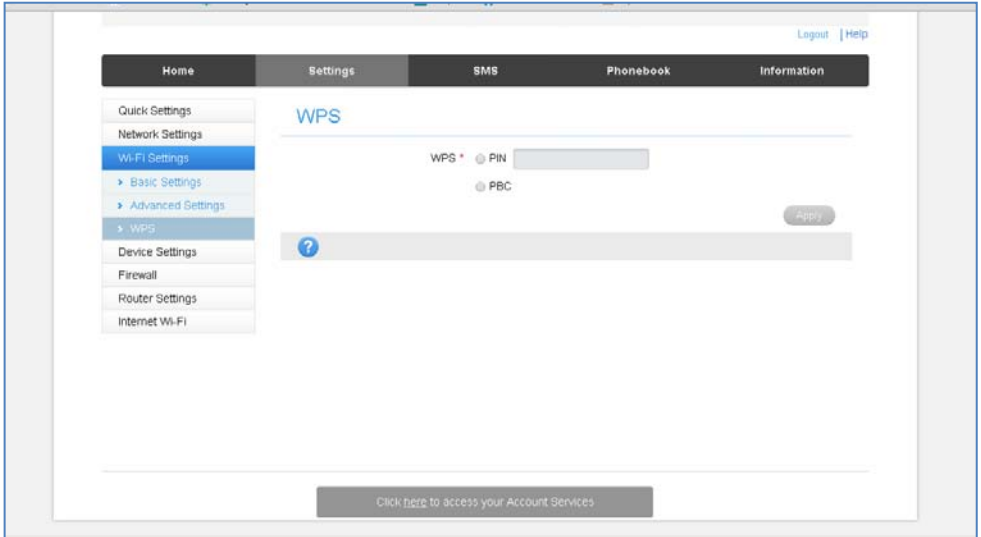 Logout | Help
Home Settings SMS Phonebook Information
Quick Settings
Network Settings
Wi-Fi Settings
Basic Settings
Advanced Settings
WPS
Device Settings
Firewall
Router Settings
Internet Wi-Fi
WPS
WPS * PIN
PBC
Apply
?
Click here to access your Account Services